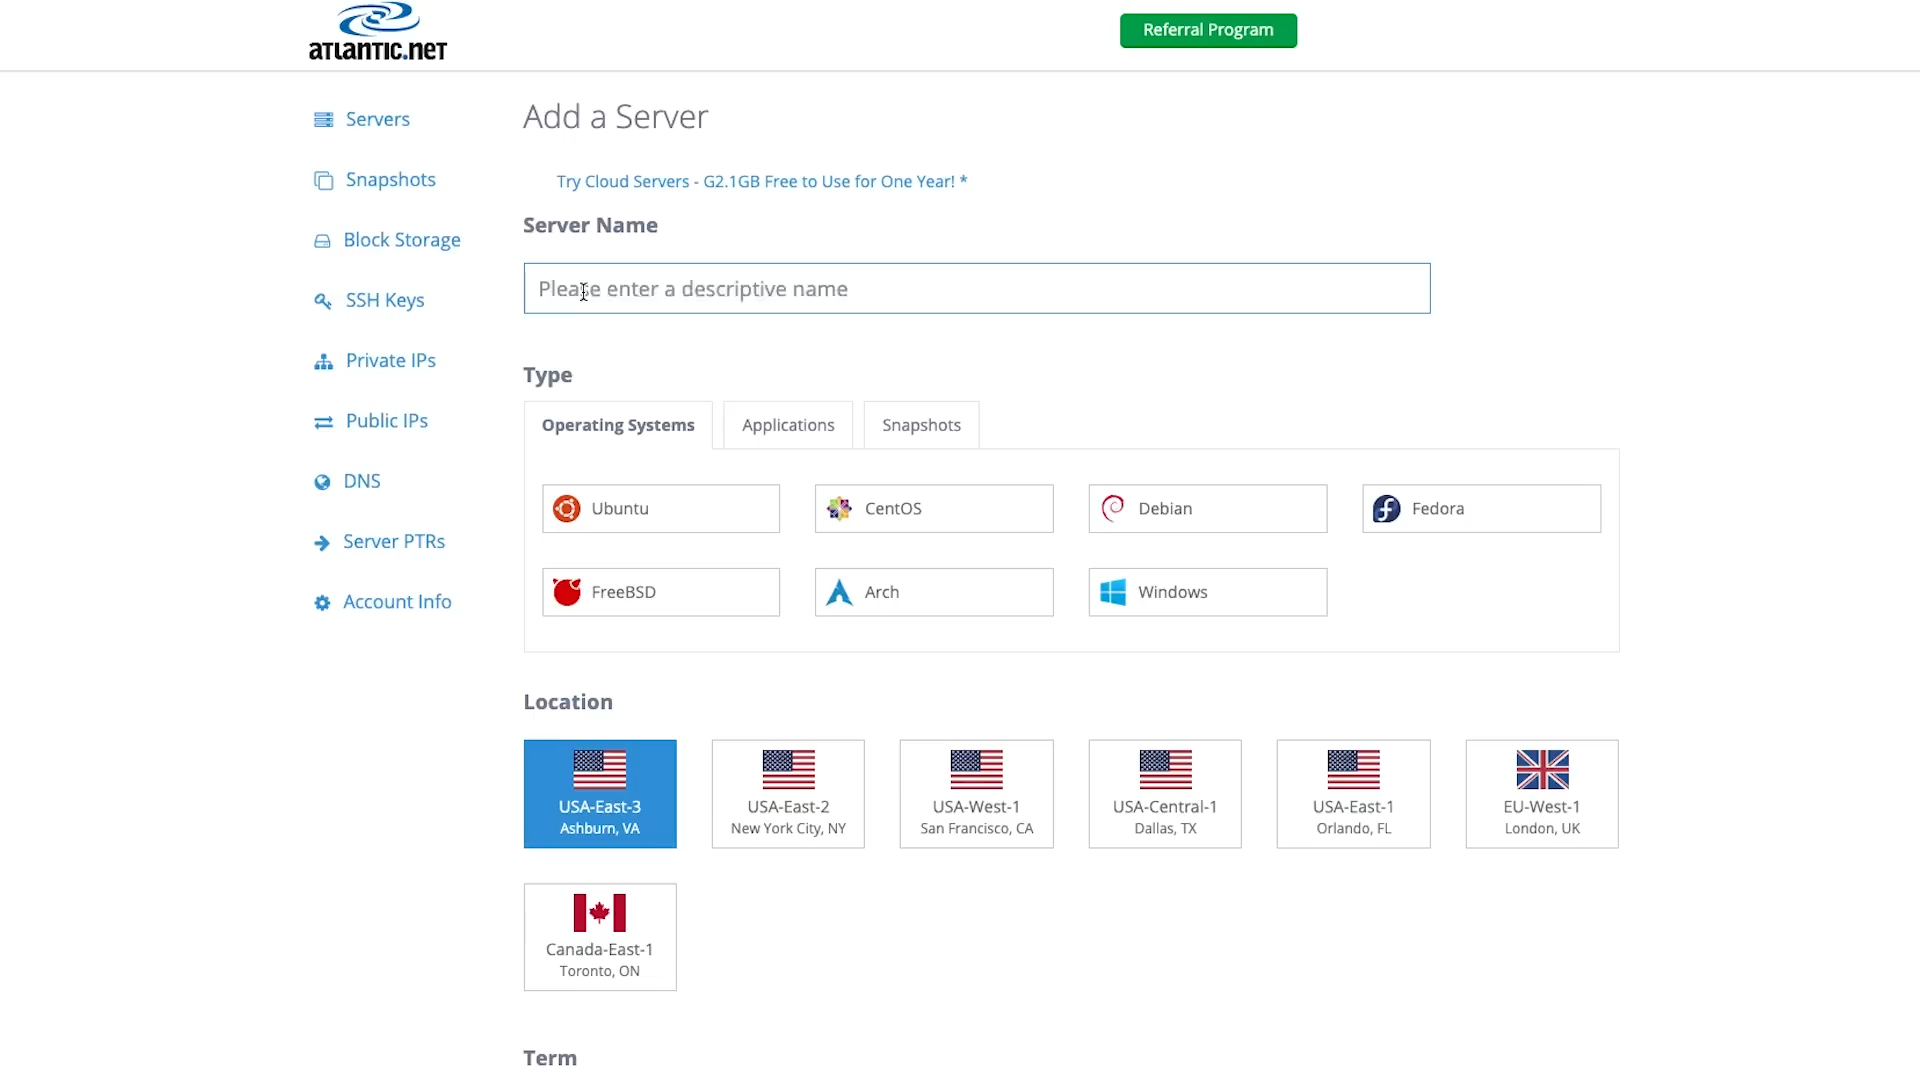 ATLANTIC.NET
Referral Program
Servers
Snapshots
Block Storage
SSH Keys
Private IPs
Public IPs
DNS
Server PTRs
Account Info
Add a Server
Try Cloud Servers - G2.1GB Free to Use for One Year! *
Server Name
Please enter a descriptive name
Type
Operating Systems
Applications
Snapshots
Ubuntu
CentOS
Debian
Fedora
FreeBSD
Arch
Windows
Location
USA-East-3
Ashburn, VA
USA-East-2
New York City, NY
USA-West-1
San Francisco, CA
USA-Central-1
Dallas, TX
USA-East-1
Orlando, FL
EU-West-1
London, UK
Canada-East-1
Toronto, ON
Term